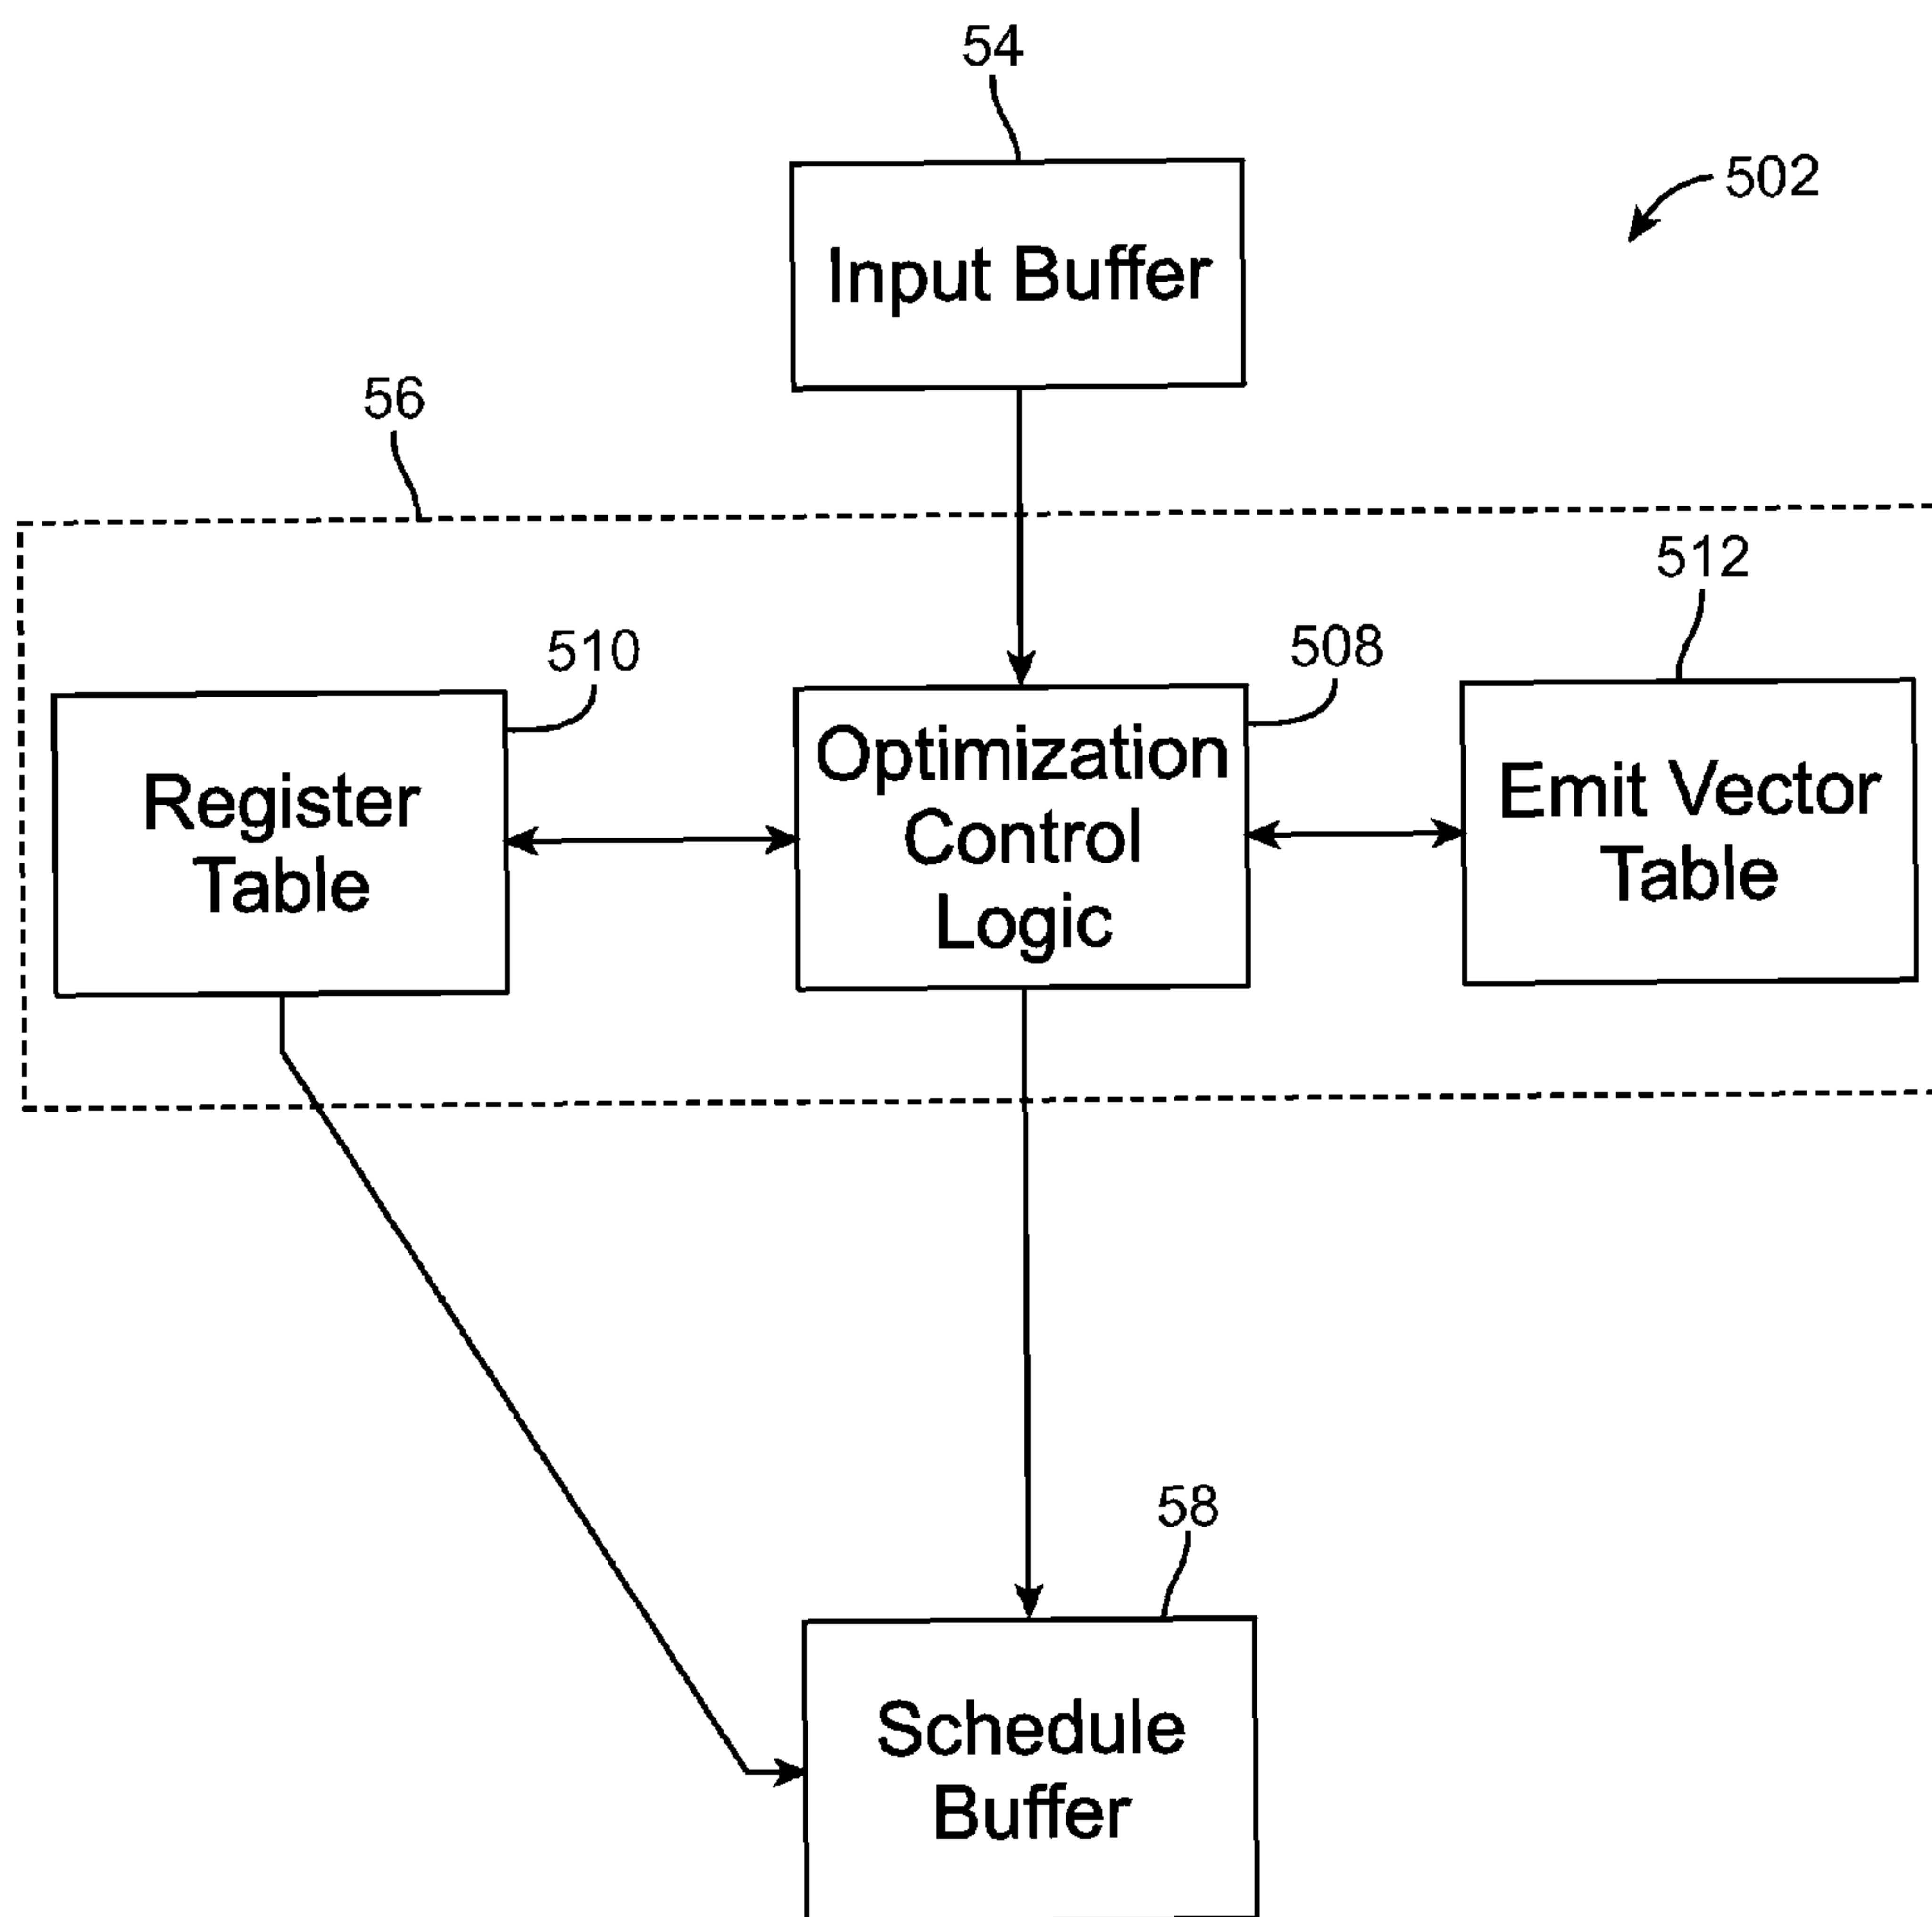 54
502
Input Buffer
56
512
510
508
Register
Table
Optimization
Control
Logic
Emit Vector
Table
58
Schedule
Buffer